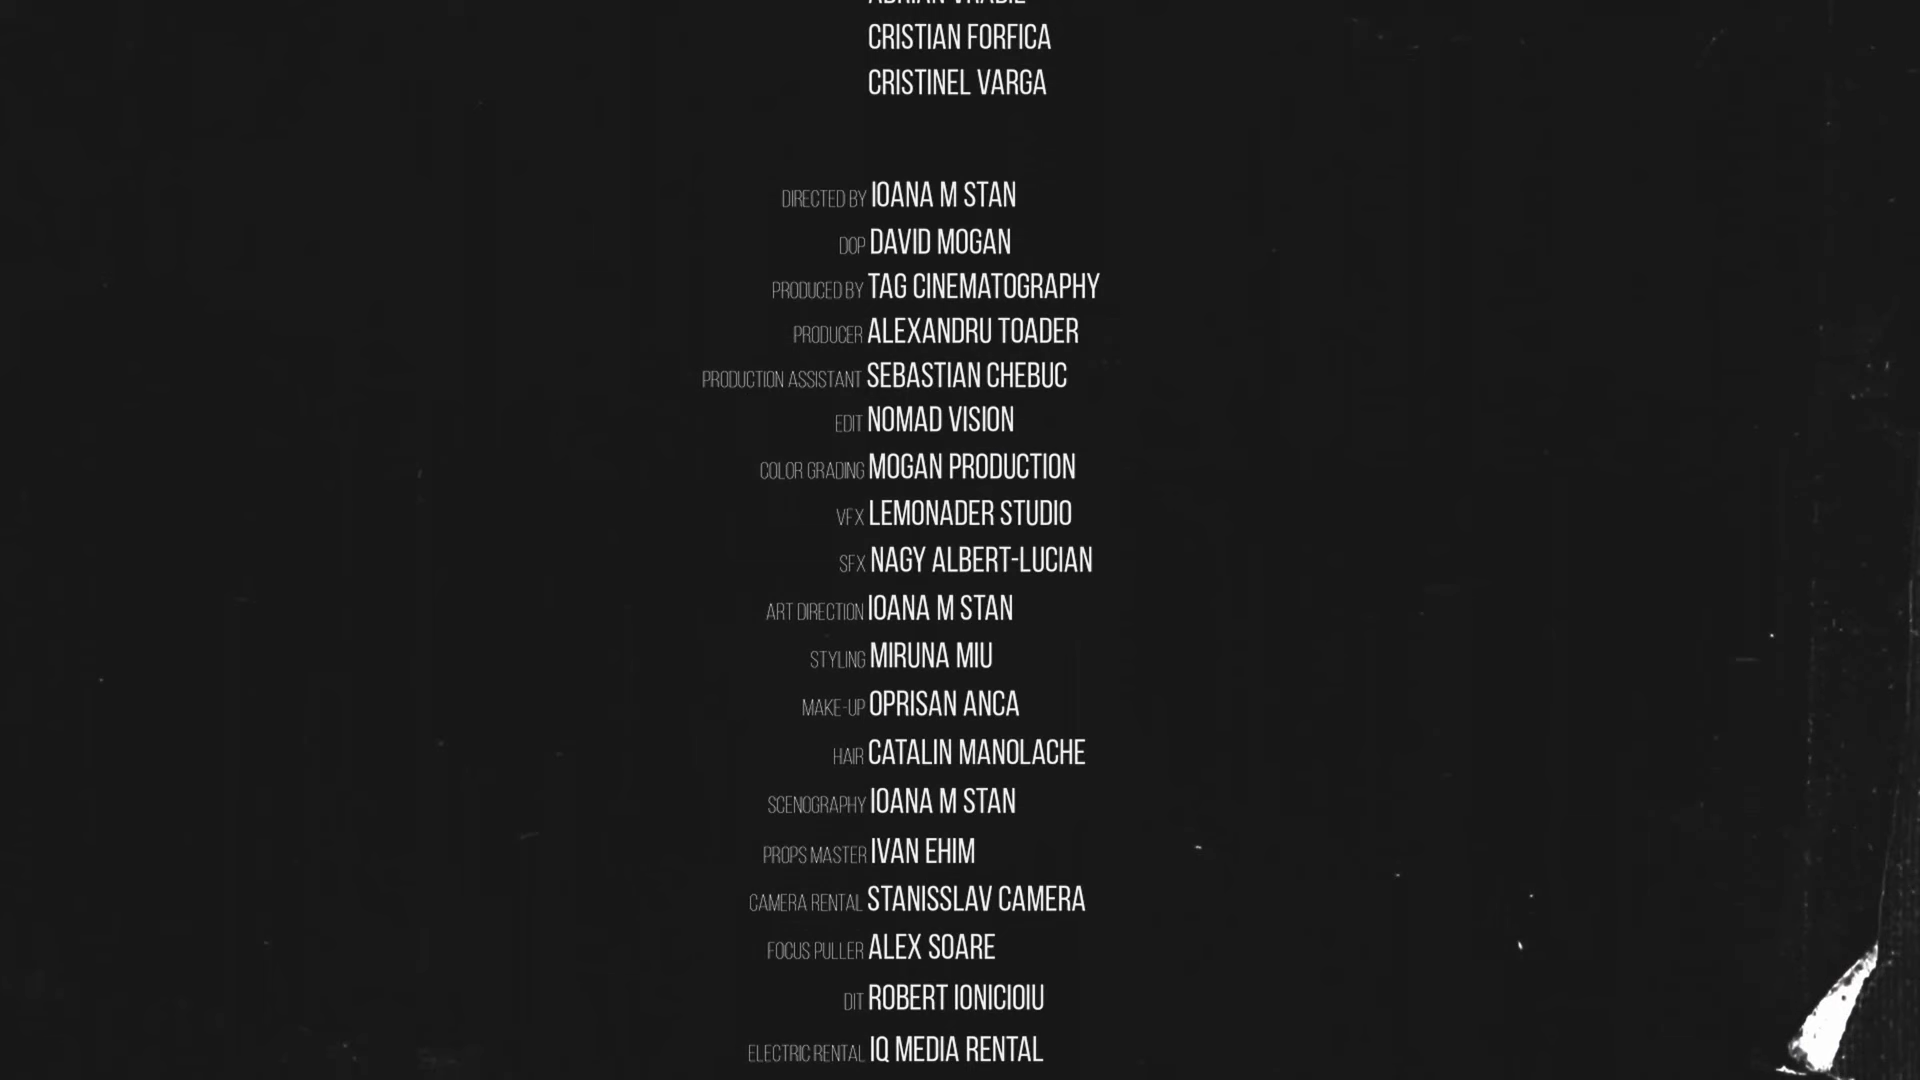 ADRIAN VRABIE
CRISTIAN FORFICA
CRISTINEL VARGA
DIRECTED BY IOANA M STAN
DOP DAVID MOGAN
PRODUCED BY TAG CINEMATOGRAPHY
PRODUCER ALEXANDRU TOADER
PRODUCTION ASSISTANT SEBASTIAN CHEBUC
EDIT NOMAD VISION
COLOR GRADING MOGAN PRODUCTION
VFX LEMONADER STUDIO
SFX NAGY ALBERT-LUCIAN
ART DIRECTION IOANA M STAN
STYLING MIRUNA MIU
MAKE-UP OPRISAN ANCA
HAIR CATALIN MANOLACHE
SCENOGRAPHY IOANA M STAN
PROPS MASTER IVAN EHIM
CAMERA RENTAL STANISSLAV CAMERA
FOCUS PULLER ALEX SOARE
DIT ROBERT IONICIOIU
ELECTRIC RENTAL IQ MEDIA RENTAL